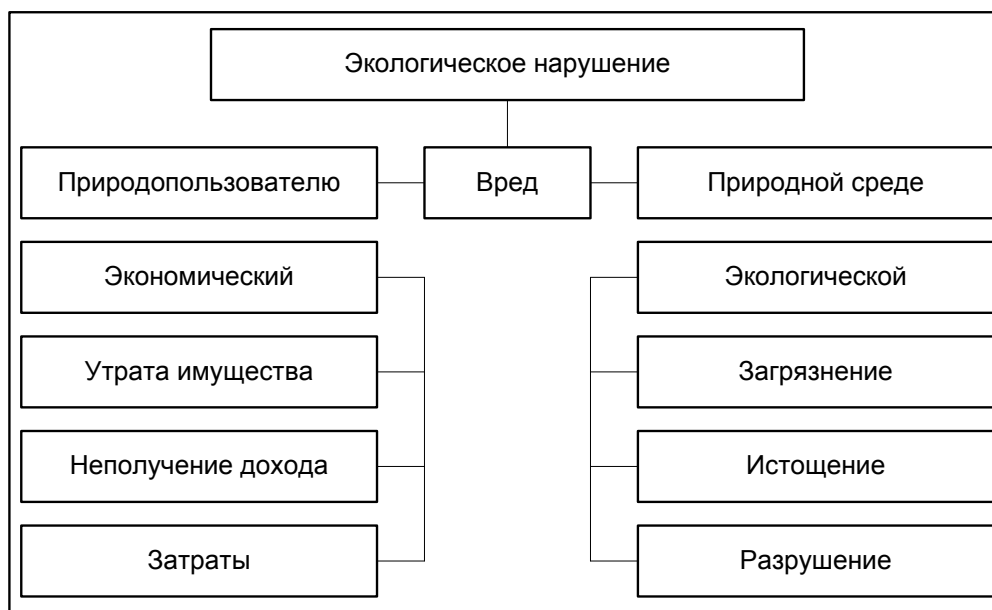 Экологическое нарушение
Природопользователю
Вред
Природной среде
Экономический
Экологической
Утрата имущества
Загрязнение
Неполучение дохода
Истощение
Затраты
Разрушение